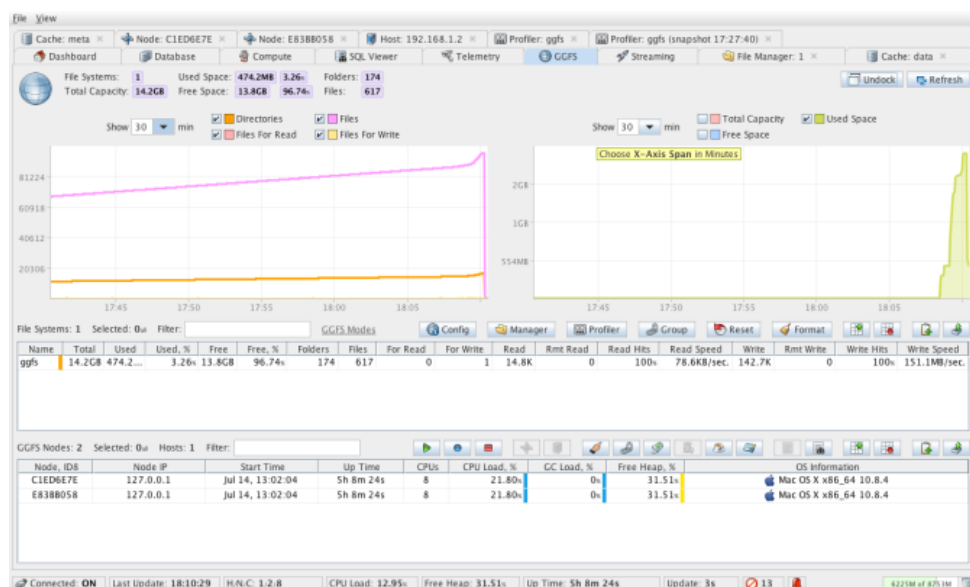 File View
Cache: meta × Node: C1ED6E7E × Node: E83BB058 × Host: 192.168.1.2 × Profiler: ggfs × Profiler: ggfs (snapshot 17:27:40) ×
Dashboard Database Compute SQL Viewer Telemetry GGFS Streaming File Manager: 1 × Cache: data ×
File Systems: 1 Used Space: 474.2MB 3.26% Folders: 174 Undock Refresh
Total Capacity: 14.2GB Free Space: 13.8GB 96.74% Files: 617
Show 30 min Directories Files Show 30 min Total Capacity Used Space
Files For Read Files For Write Free Space
Choose X-Axis Span in Minutes
81224
60918
40612
20306
2GB
1GB
554MB
17:45 17:50 17:55 18:00 18:05 17:45 17:50 17:55 18:00 18:05
File Systems: 1 Selected: 0 Filter: GGFS Modes Config Manager Profiler Group Reset Format
Name Total Used Used, % Free Free, % Folders Files For Read For Write Read Rmt Read Read Hits Read Speed Write Rmt Write Write Hits Write Speed
ggfs 14.2GB 474.2... 3.26% 13.8GB 96.74% 174 617 0 1 14.8K 0 100% 78.6KB/sec. 142.7K 0 100% 151.1MB/sec.
GGFS Nodes: 2 Selected: 0 Hosts: 1 Filter:
Node, ID8 Node IP Start Time Up Time CPUs CPU Load, % GC Load, % Free Heap, % OS Information
C1ED6E7E 127.0.0.1 Jul 14, 13:02:04 5h 8m 24s 8 21.80% 0% 31.51% Mac OS X x86_64 10.8.4
E83BB058 127.0.0.1 Jul 14, 13:02:04 5h 8m 24s 8 21.80% 0% 31.51% Mac OS X x86_64 10.8.4
Connected: ON Last Update: 18:10:29 H/N/C: 1/2/8 CPU Load: 12.95% Free Heap: 31.51% Up Time: 5h 8m 24s Update: 3s 13 422MB of